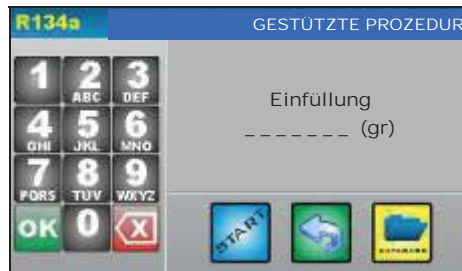 R134a GESTÜTZTE PROZEDUR
Einfüllung
_ _ _ _ _ _ _ (gr)
1 2 ABC 3 DEF
4 GHI 5 JKL 6 MNO
7 PQRS 8 TUV 9 WXYZ
OK 0 X
START DATABASE